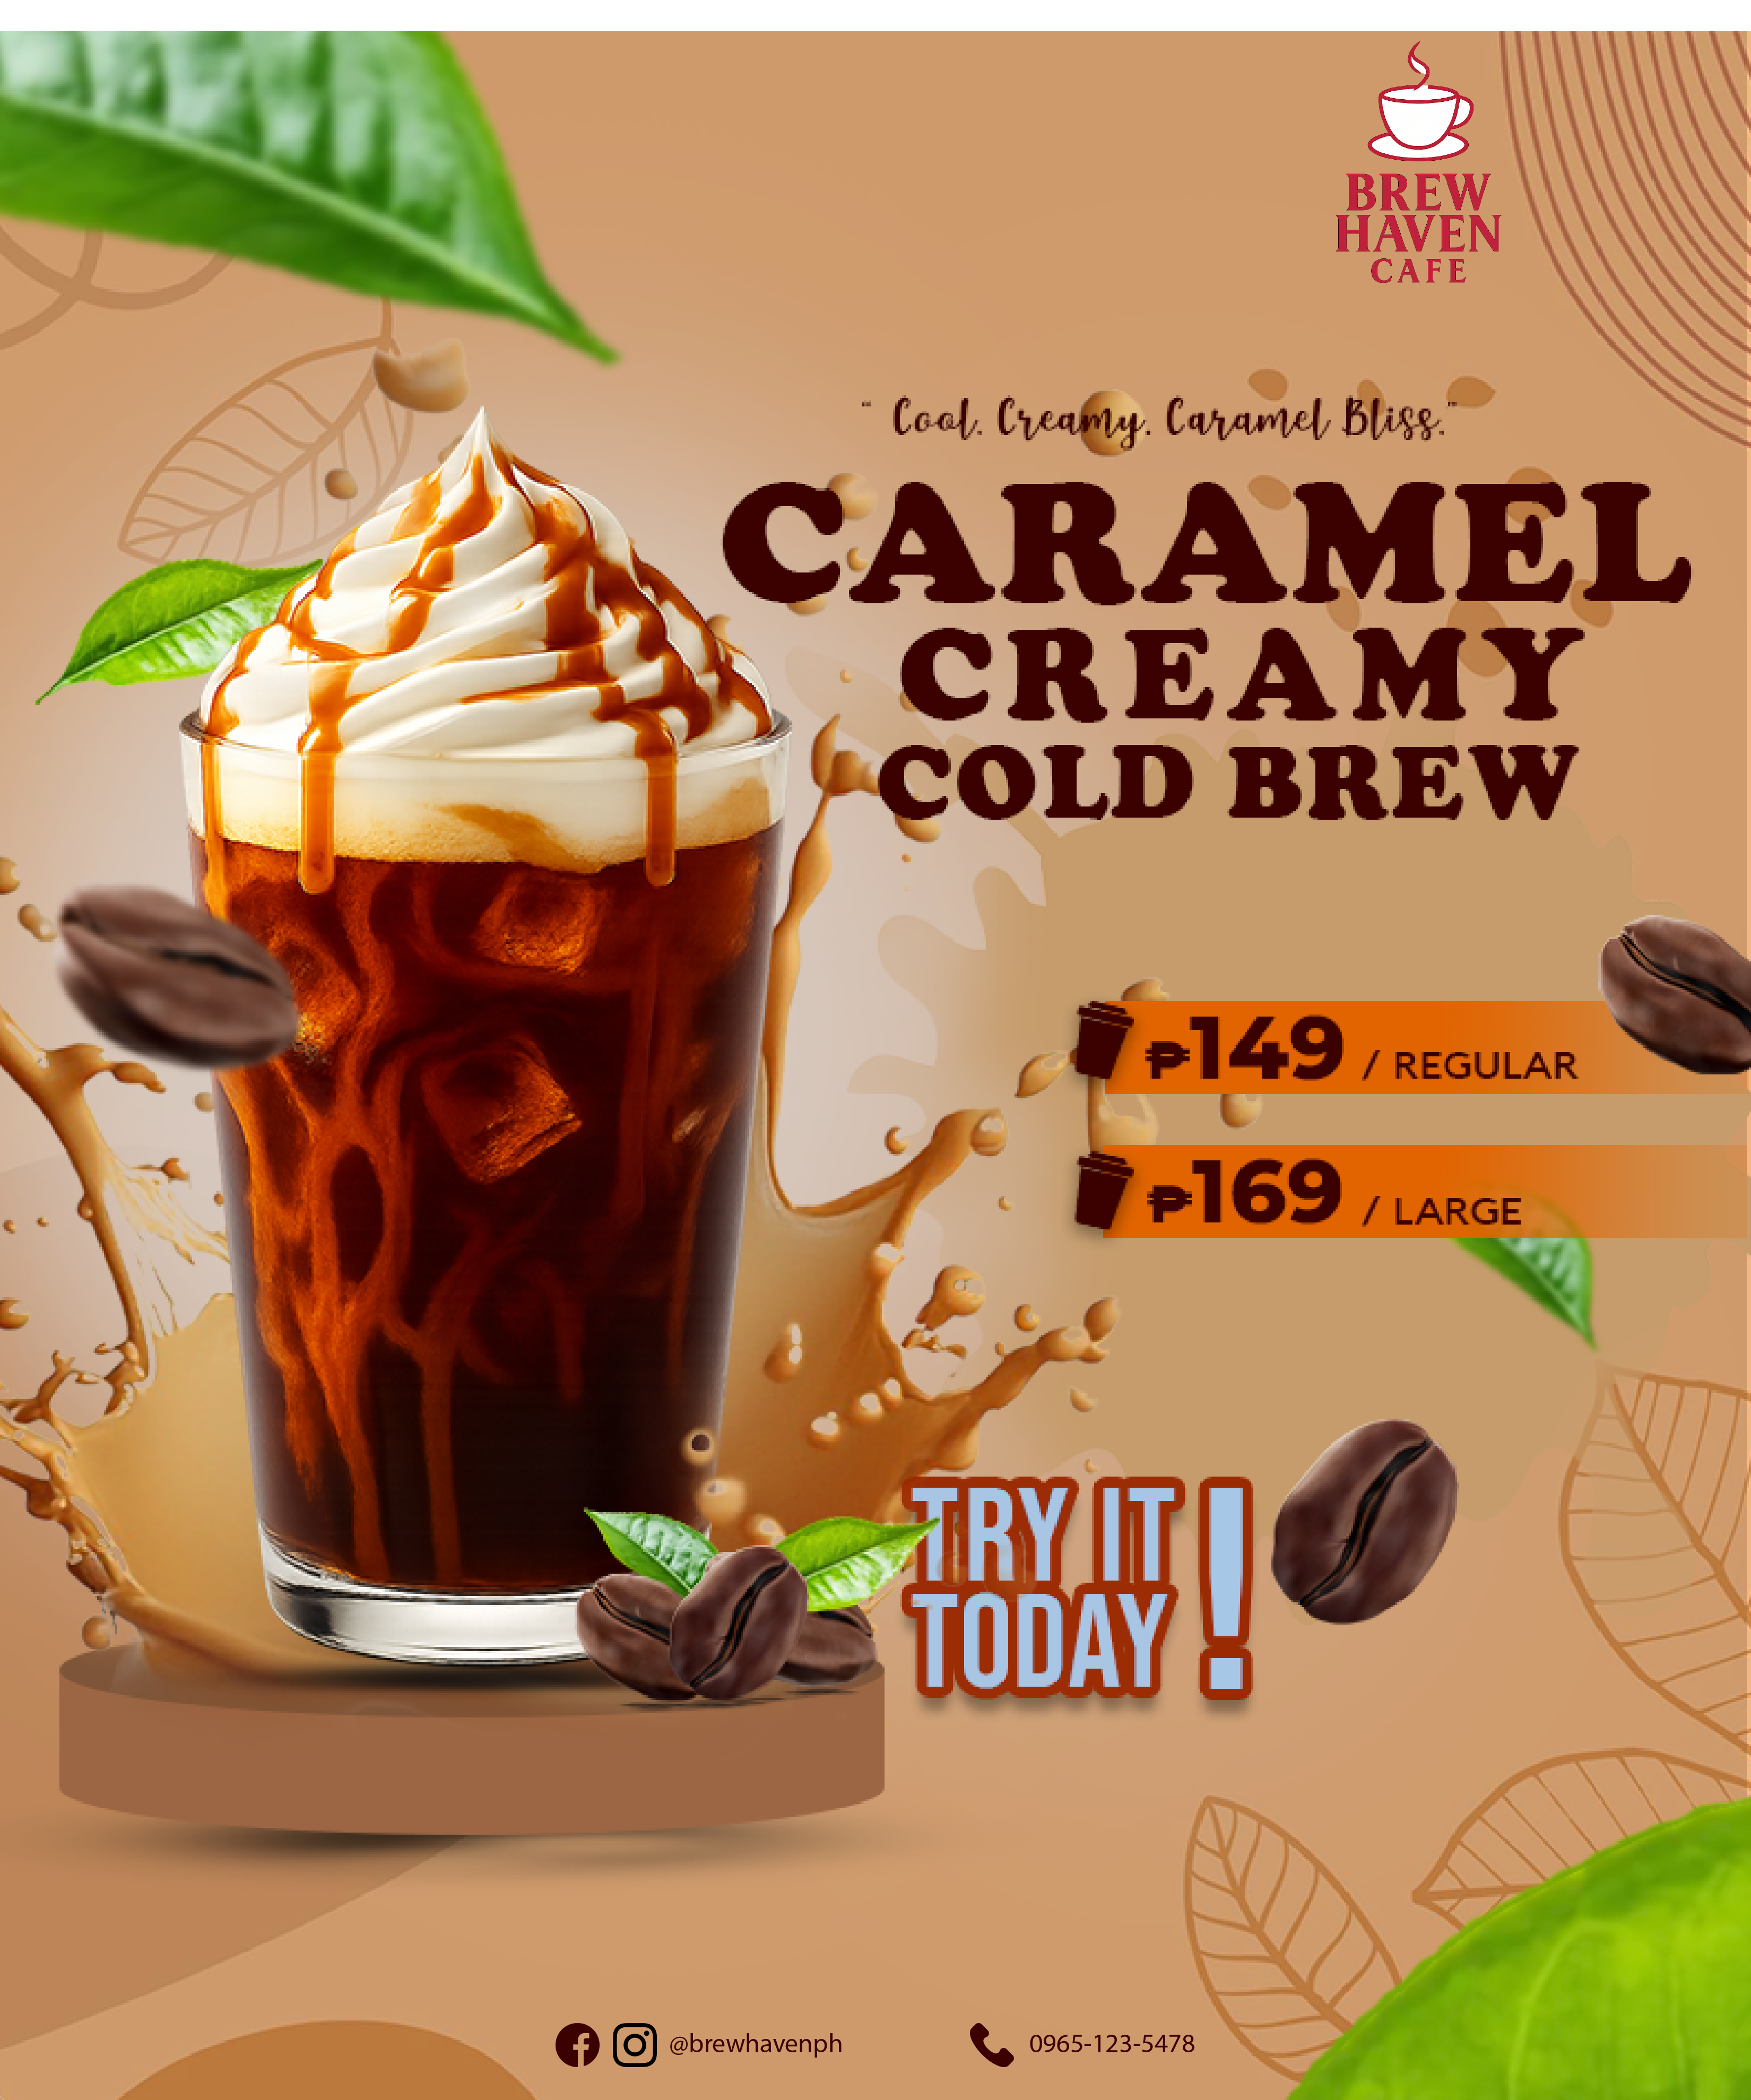 BREW
HAVEN
CAFE
“ Cool. Creamy. Caramel Bliss.”
CARAMEL
CREAMY
COLD BREW
₱149 / REGULAR
₱169 / LARGE
TRY IT
TODAY!
@brewhavenph 0965-123-5478